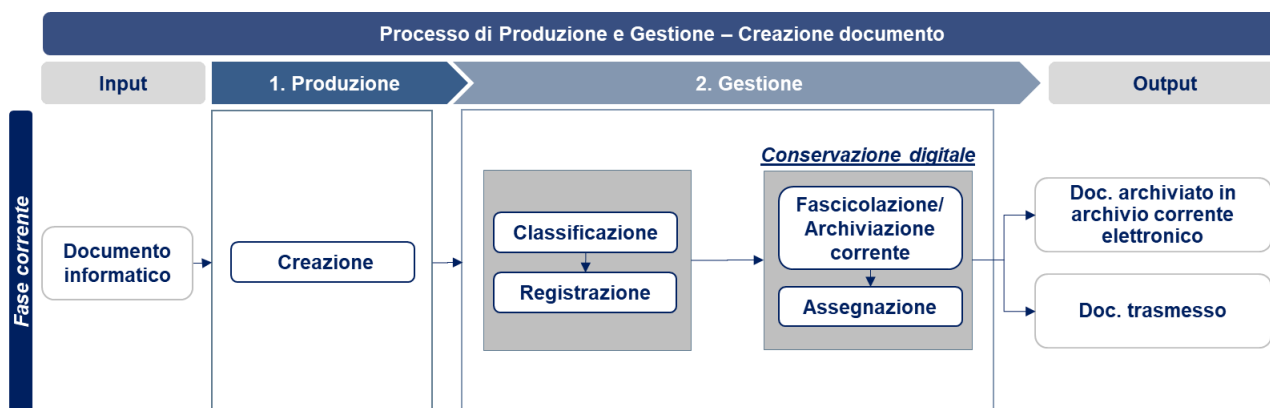 Processo di Produzione e Gestione – Creazione documento
Input
1. Produzione
2. Gestione
Output
Fase corrente
Documento
informatico
Creazione
Classificazione
Registrazione
Conservazione digitale
Fascicolazione/
Archiviazione
corrente
Assegnazione
Doc. archiviato in
archivio corrente
elettronico
Doc. trasmesso